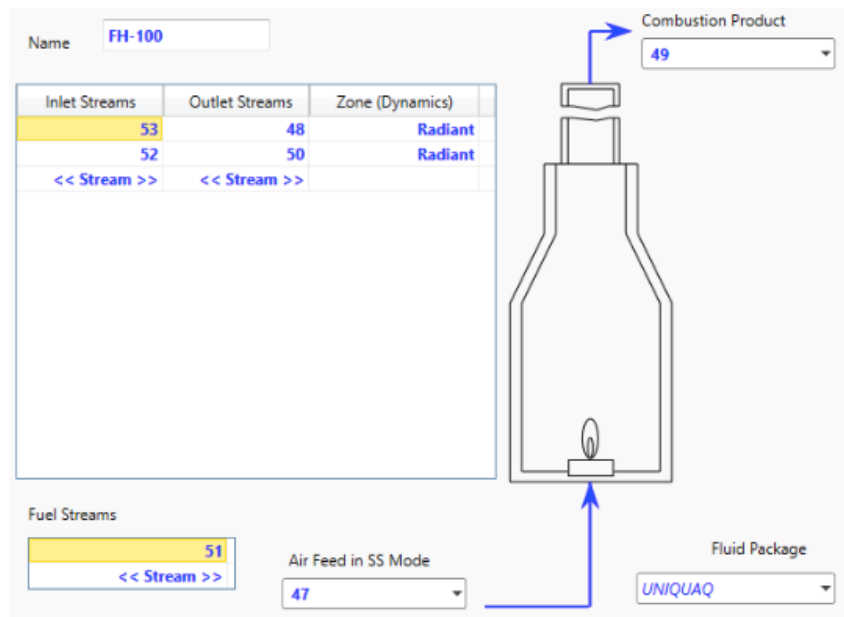 Name FH-100
Combustion Product
49
Inlet Streams Outlet Streams Zone (Dynamics)
53 48 Radiant
52 50 Radiant
<< Stream >> << Stream >>
Fuel Streams
51
<< Stream >>
Air Feed in SS Mode
47
Fluid Package
UNIQUAQ